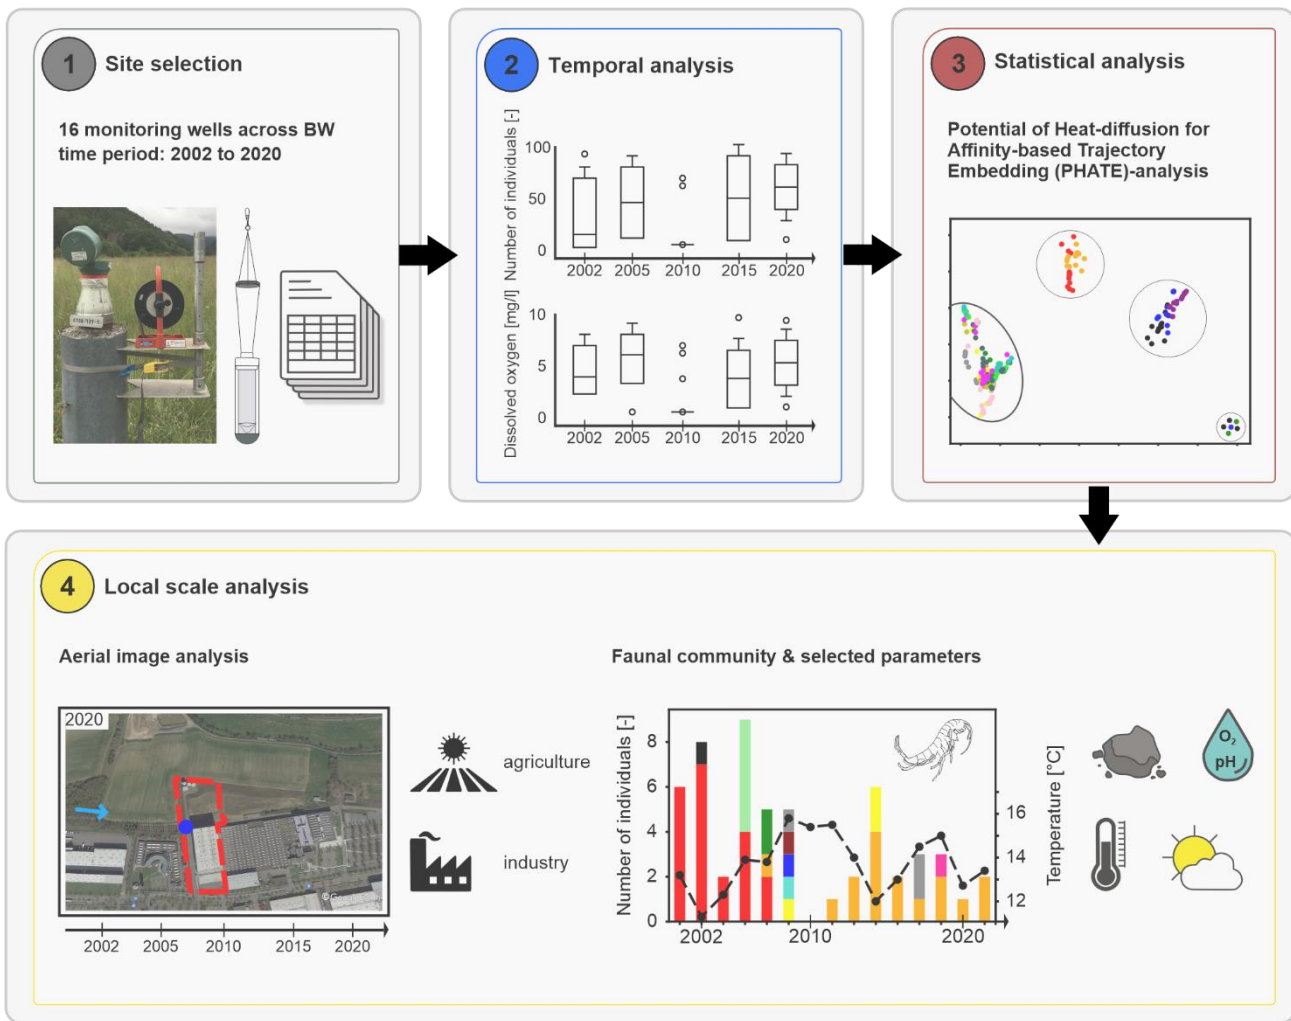 1 Site selection
16 monitoring wells across BW
time period: 2002 to 2020
2 Temporal analysis
Number of individuals [-]
100
50
0
2002 2005 2010 2015 2020
Dissolved oxygen [mg/l]
10
5
0
2002 2005 2010 2015 2020
3 Statistical analysis
Potential of Heat-diffusion for
Affinity-based Trajectory
Embedding (PHATE)-analysis
4 Local scale analysis
Aerial image analysis
2020
agriculture
industry
2002 2005 2010 2015 2020
Faunal community & selected parameters
Number of individuals [-]
8
6
4
2
0
2002 2010 2020
16
14
12
Temperature [°C]
O2
pH